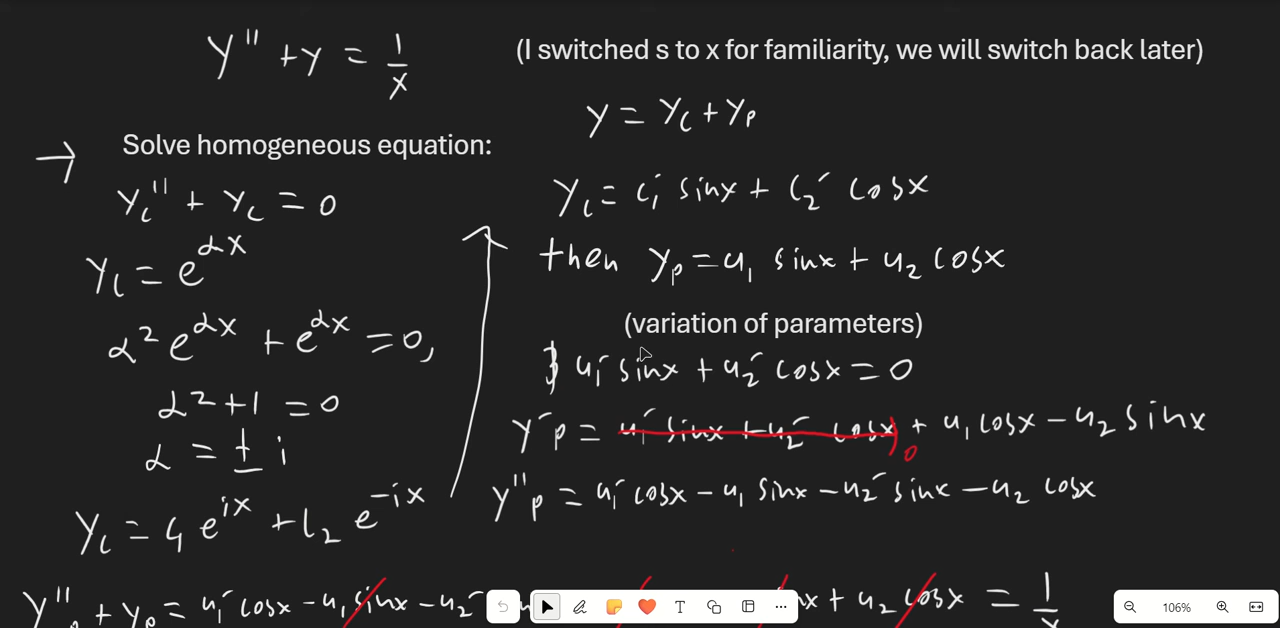 y'' + y = 1/x
(I switched s to x for familiarity, we will switch back later)
y = y_c + y_p
→ Solve homogeneous equation:
y_c'' + y_c = 0
y_c = e^{αx}
α² e^{αx} + e^{αx} = 0,
α² + 1 = 0
α = ± i
y_c = c_1 e^{ix} + c_2 e^{-ix}
y_c = c_1' sinx + c_2' cosx
then y_p = u_1 sinx + u_2 cosx
(variation of parameters)
} u_1' sinx + u_2' cosx = 0
y'_p = u_1' sinx + u_2' cosx) 0 + u_1 cosx - u_2 sinx
y''_p = u_1' cosx - u_1 sinx - u_2' sinx - u_2 cosx
y''_p + y_p = u_1' cosx - u_1 sinx - u_2' nx + u_2 cosx = 1/x
T
106%